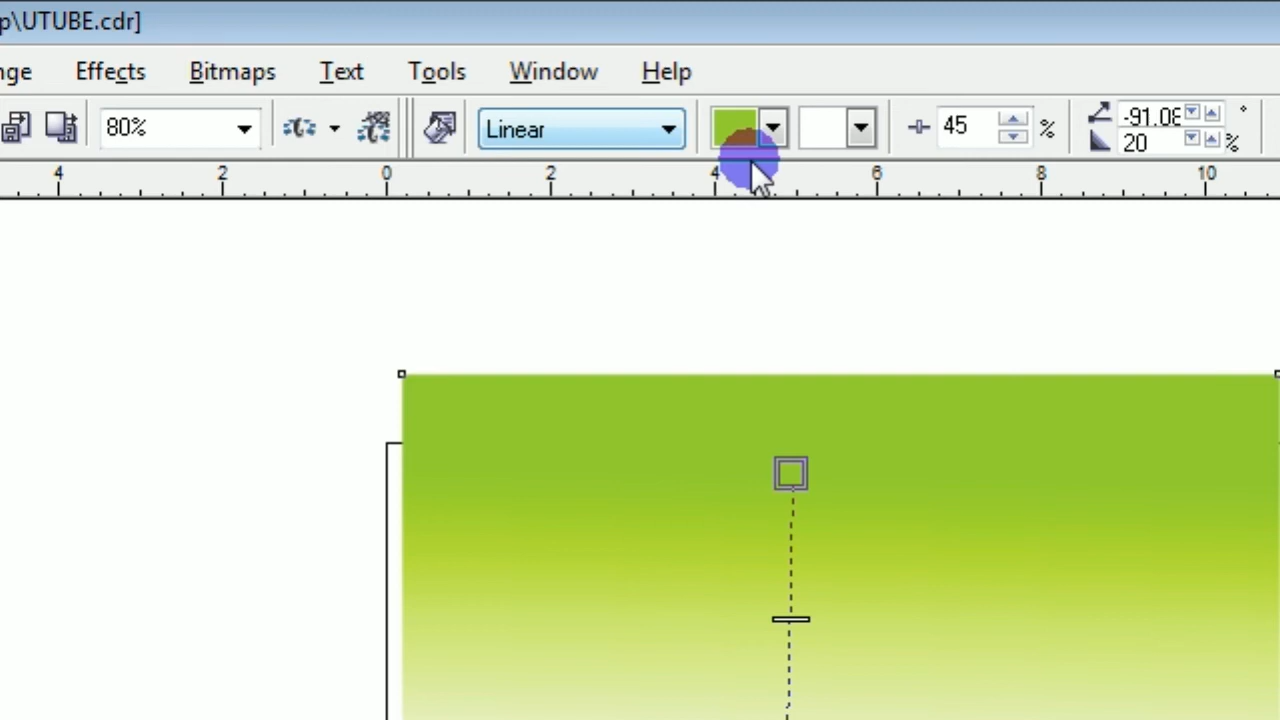 p\UTUBE.cdr]
nge Effects Bitmaps Text Tools Window Help
80% Linear 45 % -91.08 °
20 %
4 2 0 2 4 6 8 10